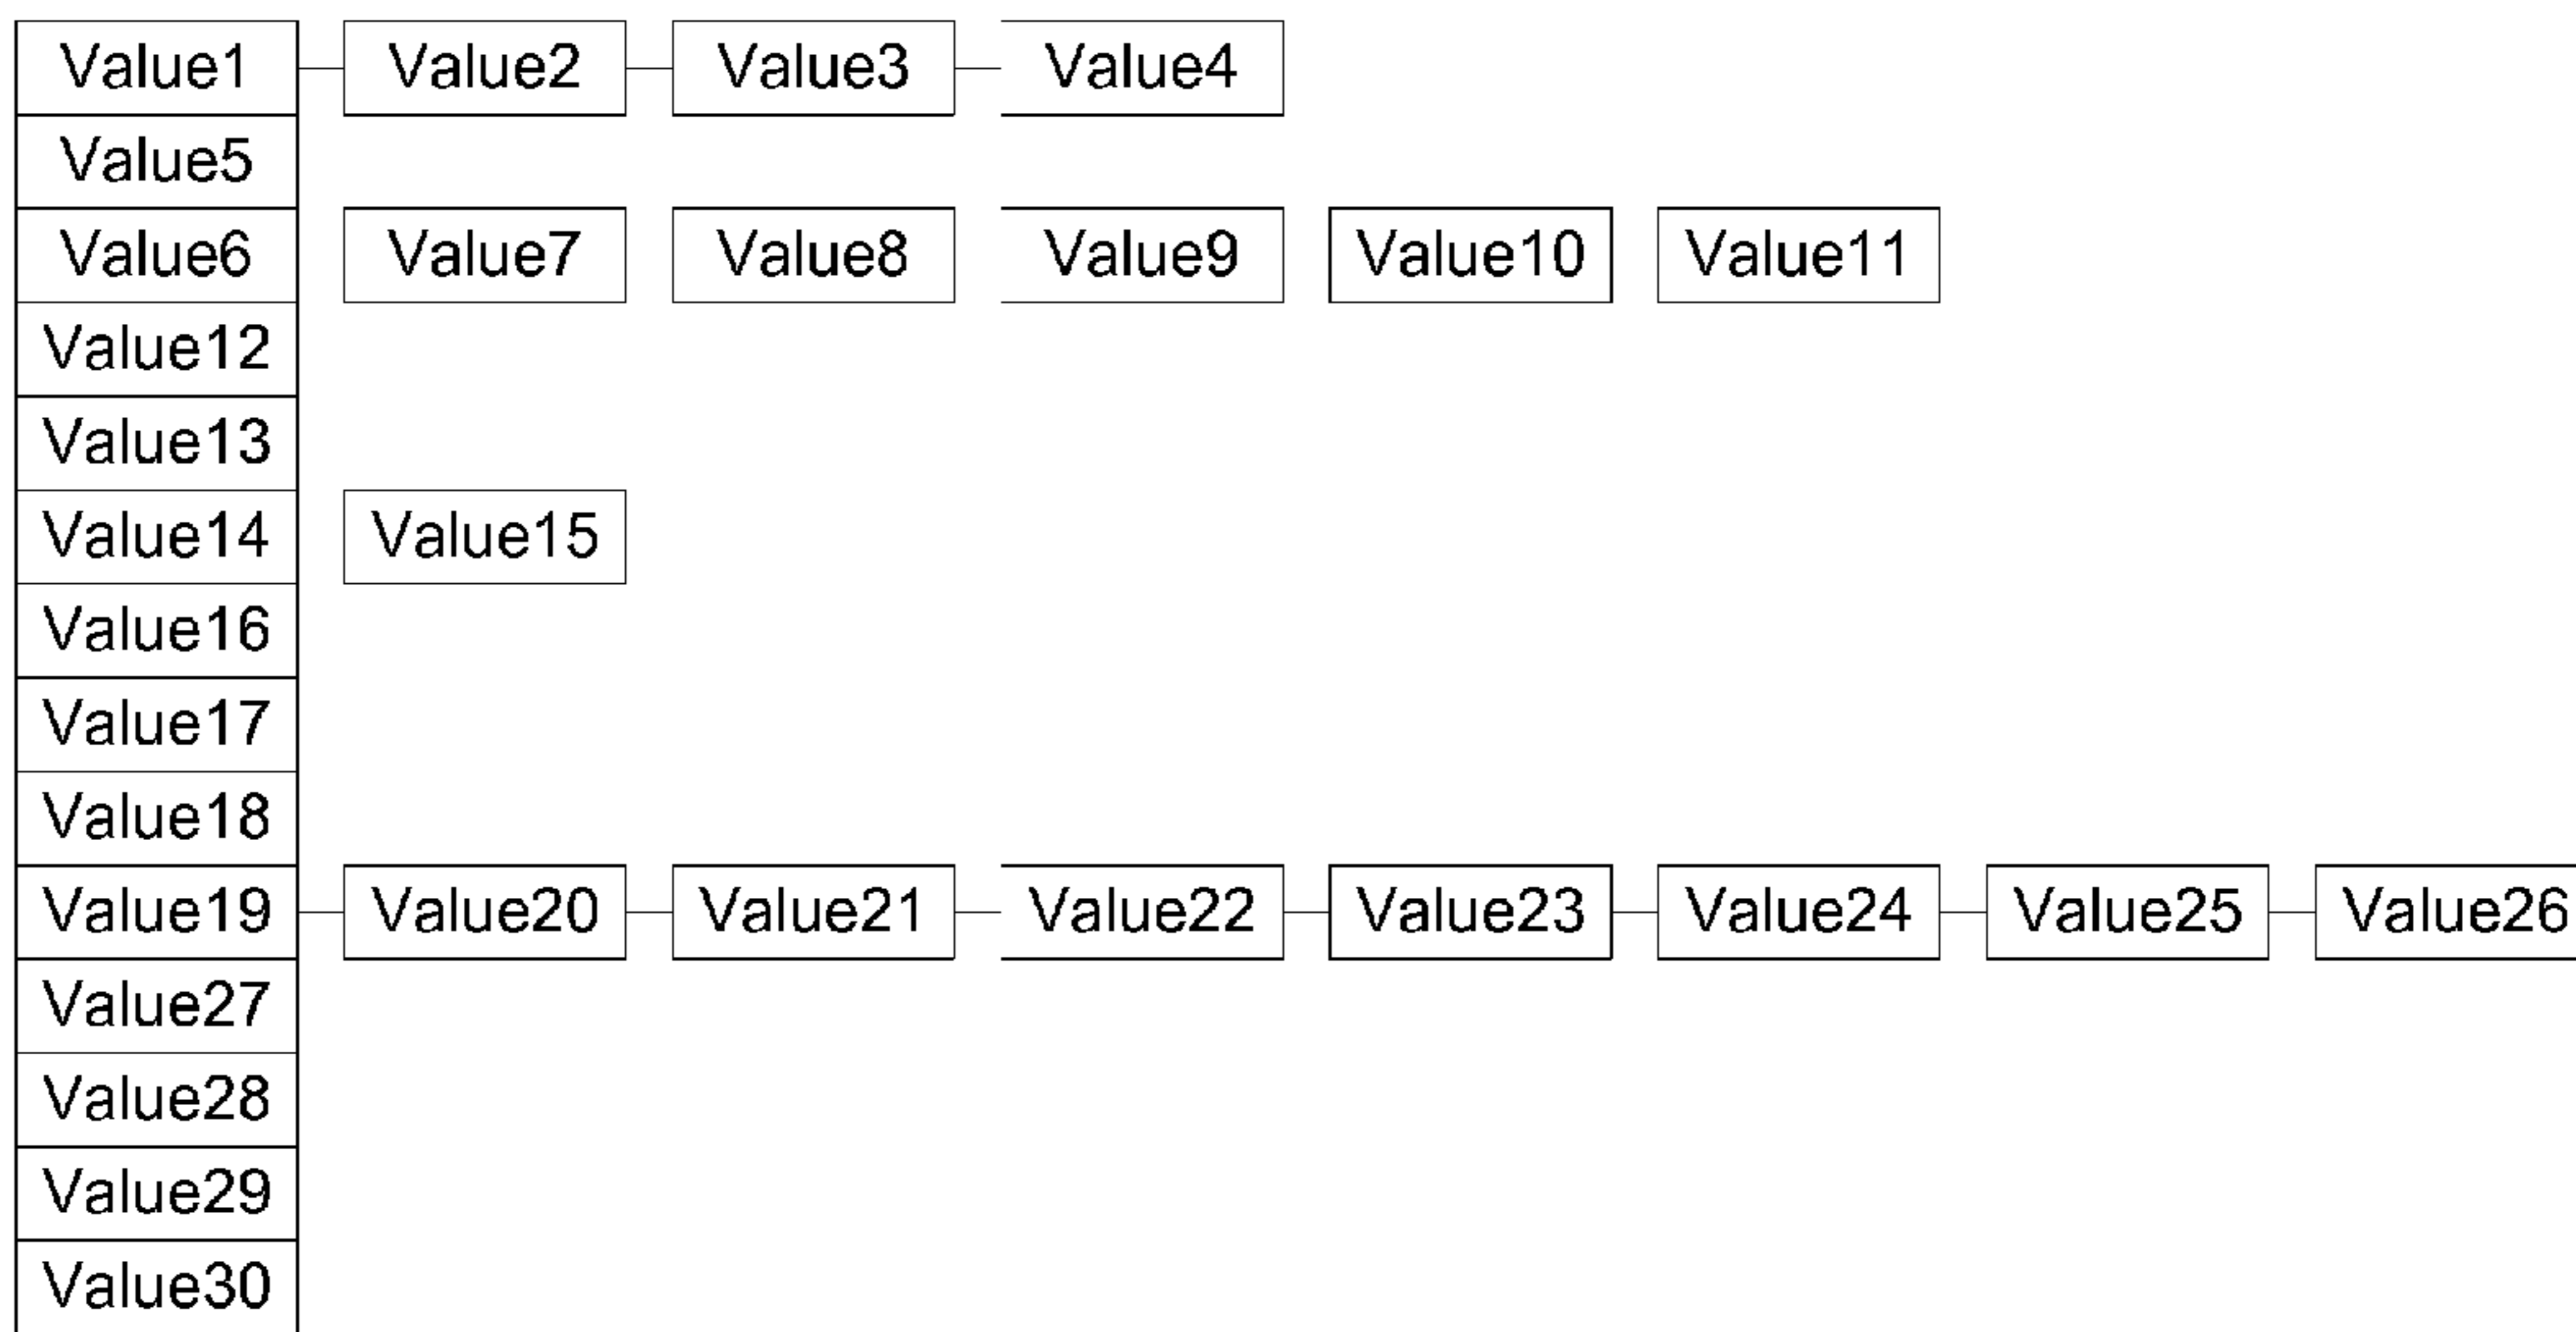 Value1 Value2 Value3 Value4
Value5
Value6 Value7 Value8 Value9 Value10 Value11
Value12
Value13
Value14 Value15
Value16
Value17
Value18
Value19 Value20 Value21 Value22 Value23 Value24 Value25 Value26
Value27
Value28
Value29
Value30